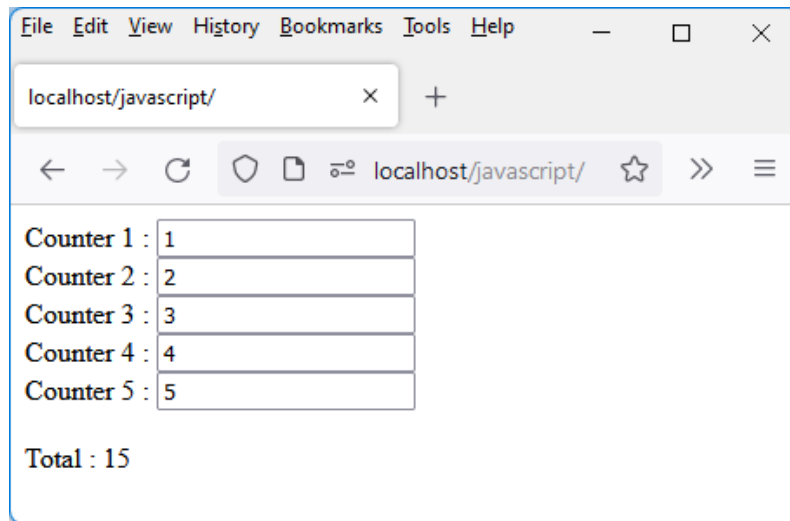 File Edit View History Bookmarks Tools Help
localhost/javascript/
localhost/javascript/
Counter 1 : 1
Counter 2 : 2
Counter 3 : 3
Counter 4 : 4
Counter 5 : 5
Total : 15